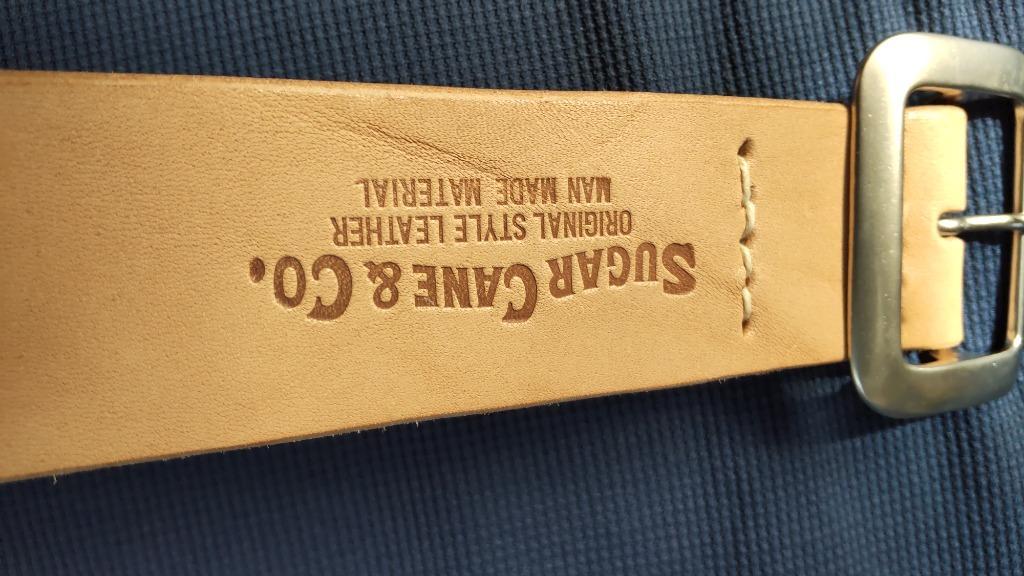 SUGAR CANE & CO.
ORIGINAL STYLE LEATHER
MAN MADE MATERIAL